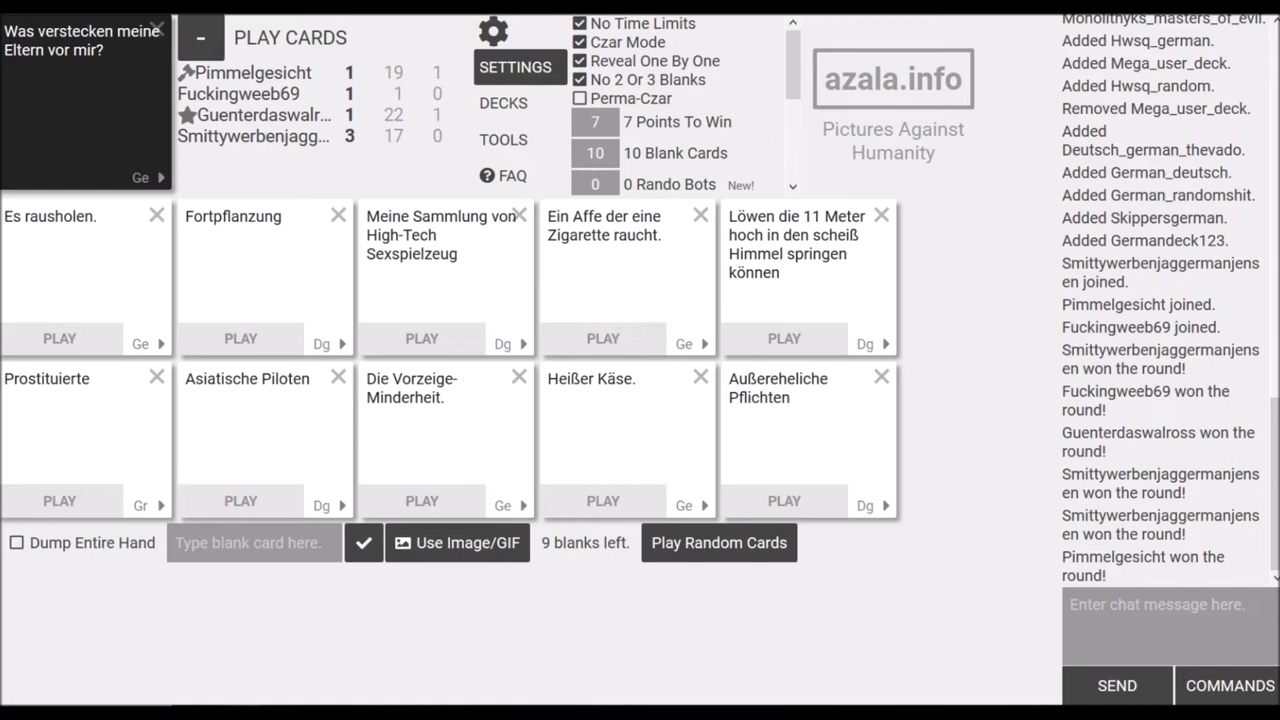 Was verstecken meine
Eltern vor mir?
Ge
-
PLAY CARDS
Pimmelgesicht 1 19 1
Fuckingweeb69 1 1 0
Guenterdaswalr... 1 22 1
Smittywerbenjagg... 3 17 0
SETTINGS
DECKS
TOOLS
FAQ
No Time Limits
Czar Mode
Reveal One By One
No 2 Or 3 Blanks
Perma-Czar
7 7 Points To Win
10 10 Blank Cards
0 0 Rando Bots New!
azala.info
Pictures Against
Humanity
Es rausholen.
PLAY Ge
Fortpflanzung
PLAY Dg
Meine Sammlung von
High-Tech
Sexspielzeug
PLAY Dg
Ein Affe der eine
Zigarette raucht.
PLAY Ge
Löwen die 11 Meter
hoch in den scheiß
Himmel springen
können
PLAY Dg
Prostituierte
PLAY Gr
Asiatische Piloten
PLAY Dg
Die Vorzeige-
Minderheit.
PLAY Ge
Heißer Käse.
PLAY Ge
Außereheliche
Pflichten
PLAY Dg
Dump Entire Hand
Type blank card here.
Use Image/GIF
9 blanks left.
Play Random Cards
Monolithyks_masters_of_evil.
Added Hwsq_german.
Added Mega_user_deck.
Added Hwsq_random.
Removed Mega_user_deck.
Added
Deutsch_german_thevado.
Added German_deutsch.
Added German_randomshit.
Added Skippersgerman.
Added Germandeck123.
Smittywerbenjaggermanjens
en joined.
Pimmelgesicht joined.
Fuckingweeb69 joined.
Smittywerbenjaggermanjens
en won the round!
Fuckingweeb69 won the
round!
Guenterdaswalross won the
round!
Smittywerbenjaggermanjens
en won the round!
Smittywerbenjaggermanjens
en won the round!
Pimmelgesicht won the
round!
Enter chat message here.
SEND
COMMANDS